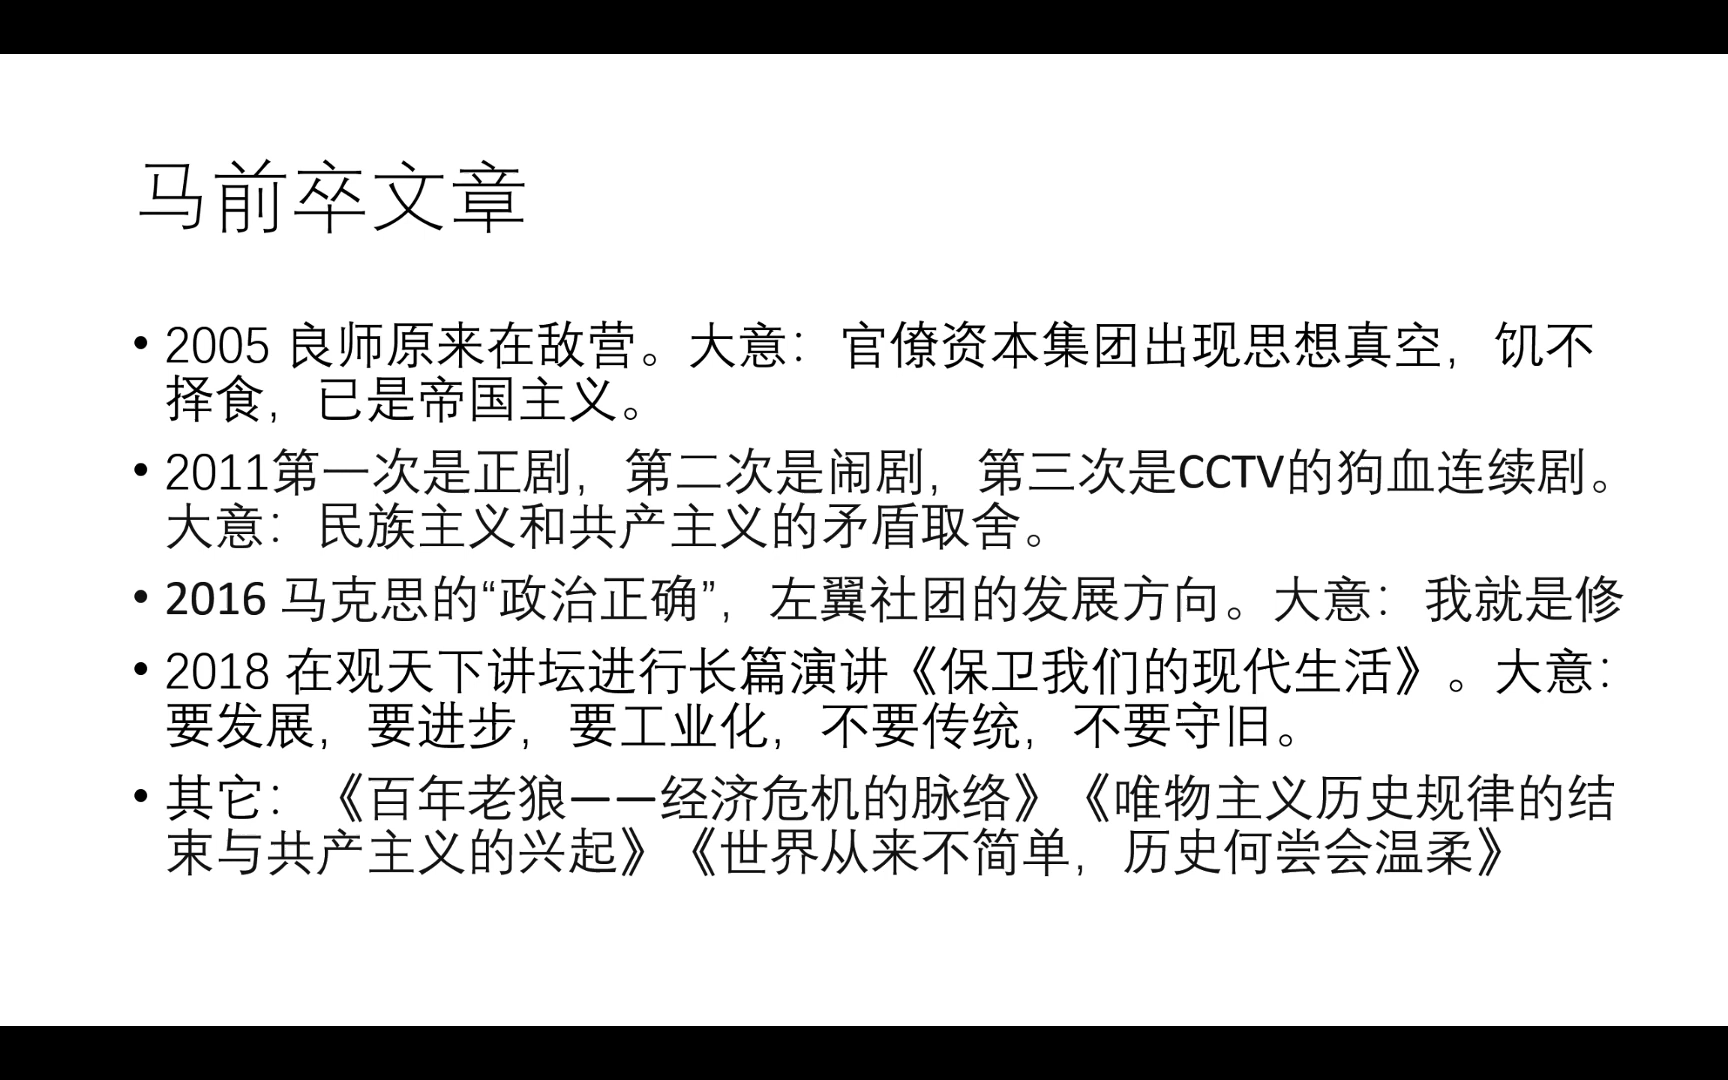 马前卒文章
• 2005 良师原来在敌营。大意：官僚资本集团出现思想真空，饥不
择食，已是帝国主义。
• 2011第一次是正剧，第二次是闹剧，第三次是CCTV的狗血连续剧。
大意：民族主义和共产主义的矛盾取舍。
• 2016 马克思的“政治正确”，左翼社团的发展方向。大意：我就是修
• 2018 在观天下讲坛进行长篇演讲《保卫我们的现代生活》。大意：
要发展，要进步，要工业化，不要传统，不要守旧。
• 其它：《百年老狼——经济危机的脉络》《唯物主义历史规律的结
束与共产主义的兴起》《世界从来不简单，历史何尝会温柔》